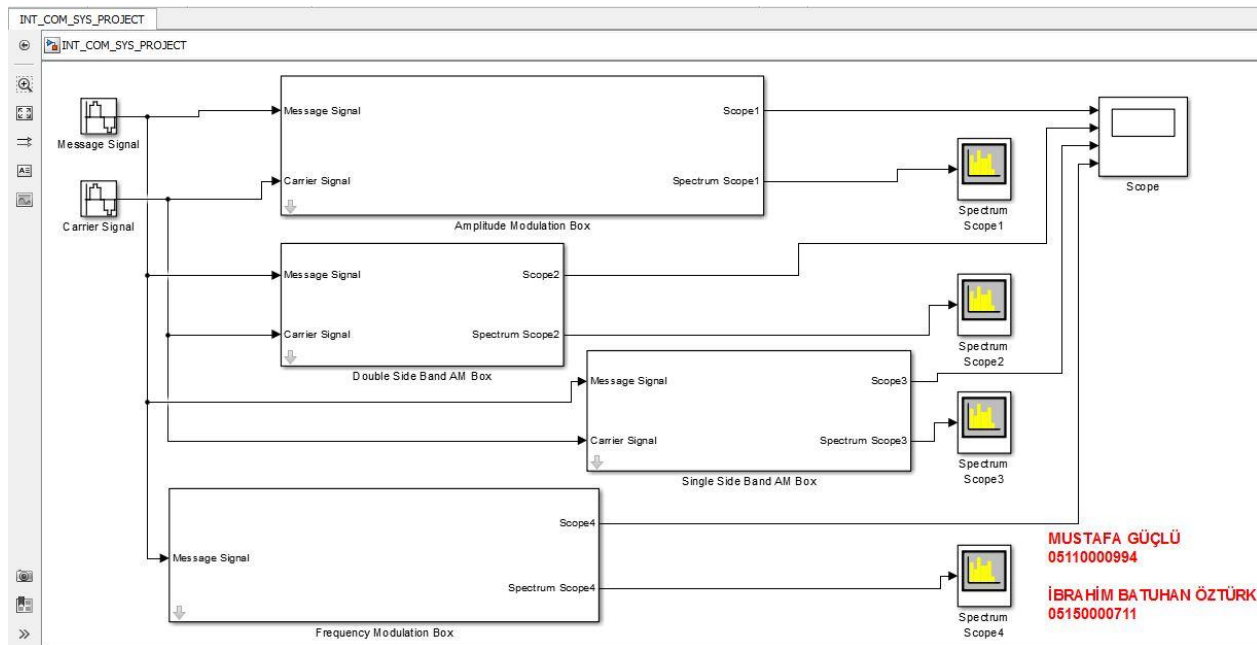 INT_COM_SYS_PROJECT
INT_COM_SYS_PROJECT
Message Signal
Carrier Signal
Message Signal
Scope1
Carrier Signal
Spectrum Scope1
Amplitude Modulation Box
Spectrum
Scope1
Scope
Message Signal
Scope2
Carrier Signal
Spectrum Scope2
Double Side Band AM Box
Spectrum
Scope2
Message Signal
Scope3
Carrier Signal
Spectrum Scope3
Single Side Band AM Box
Spectrum
Scope3
Scope4
Message Signal
Spectrum Scope4
Frequency Modulation Box
Spectrum
Scope4
MUSTAFA GÜÇLÜ
05110000994
İBRAHİM BATUHAN ÖZTÜRK
05150000711